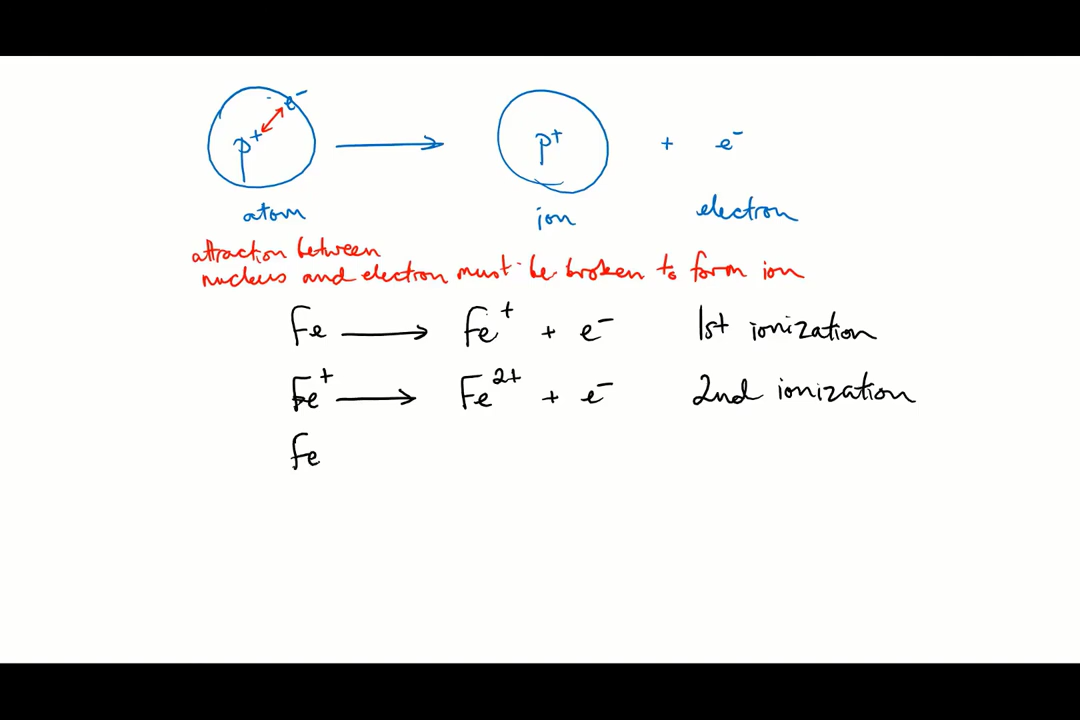 p⁺ e⁻ ⟶ p⁺ + e⁻
atom ion electron
attraction between
nucleus and electron must be broken to form ion
Fe ⟶ Fe⁺ + e⁻ 1st ionization
Fe⁺ ⟶ Fe²⁺ + e⁻ 2nd ionization
Fe